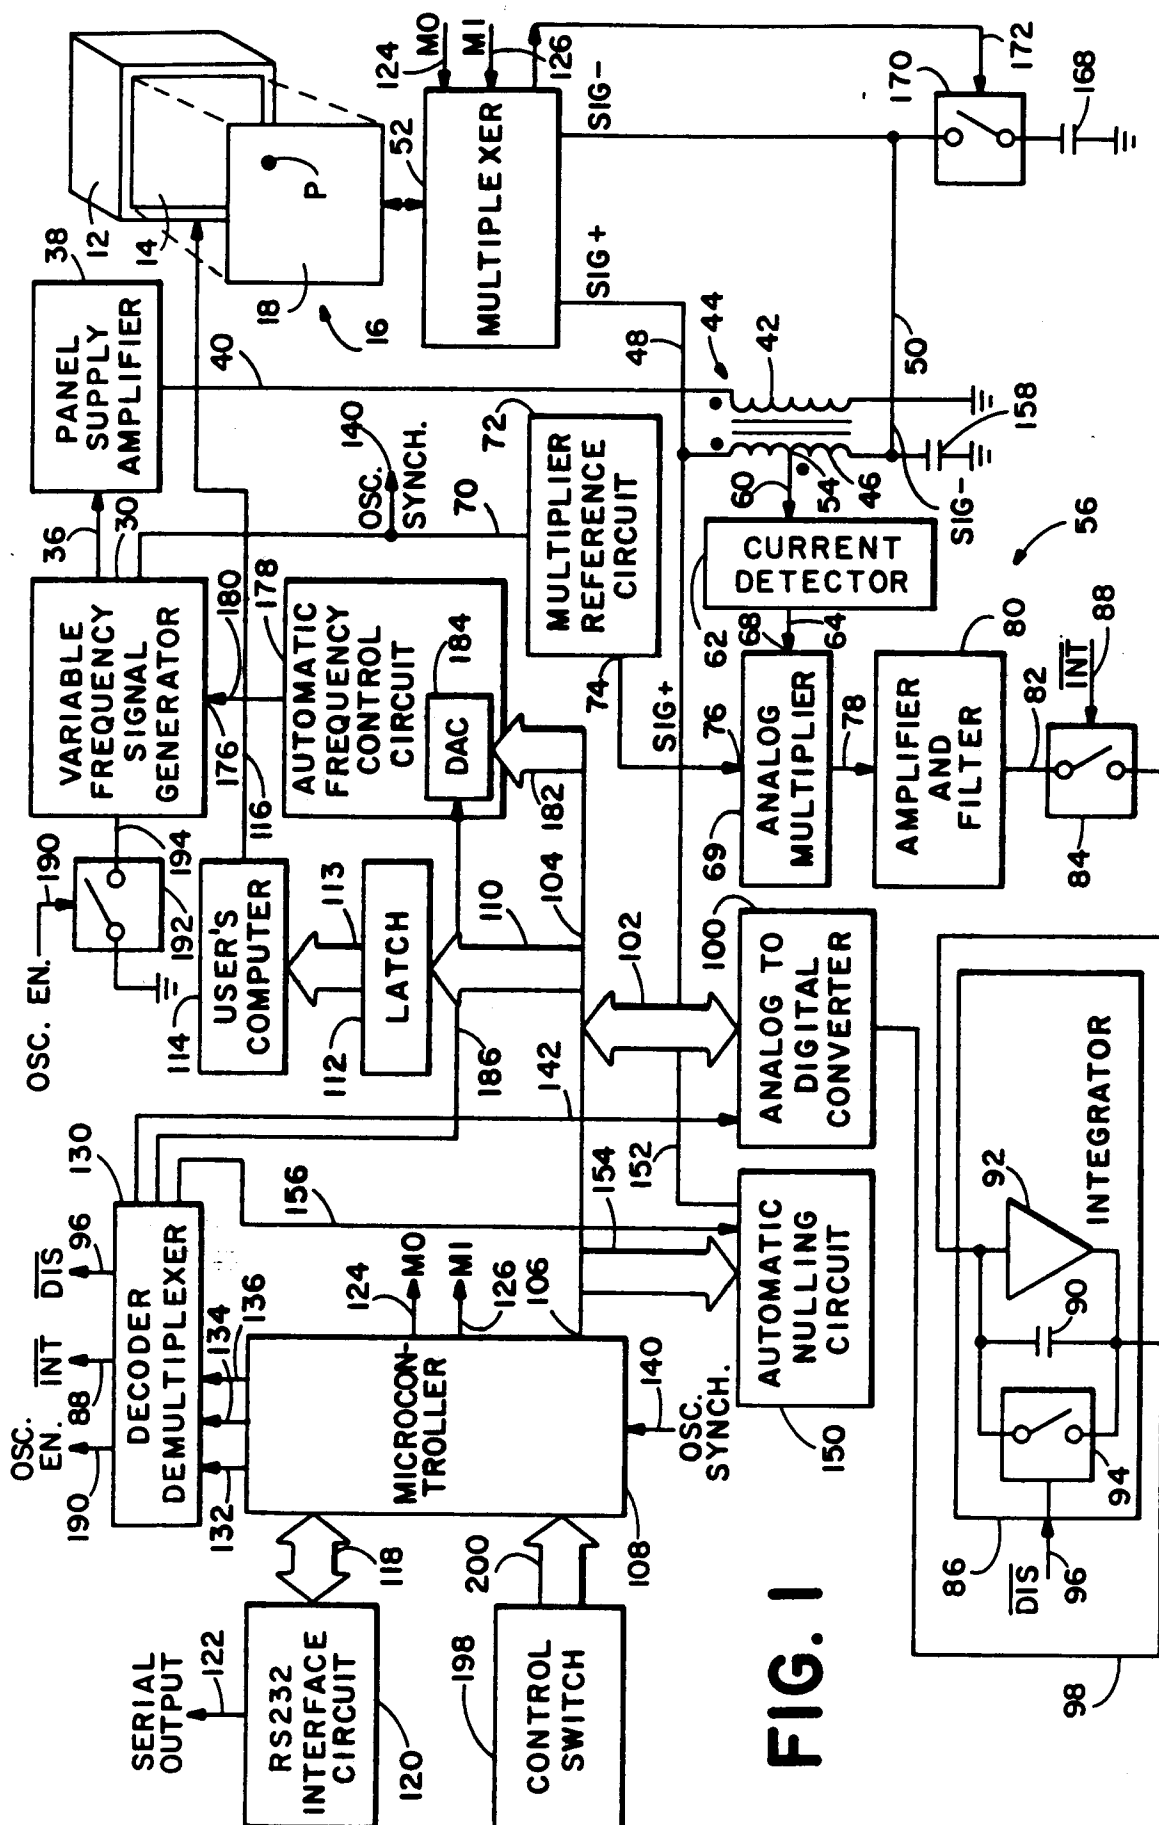 OSC. EN.
190
DIS
96
INT
88
OSC.
EN.
190
130
DECODER
DEMULTIPLEXER
132
134
136
SERIAL
OUTPUT
122
RS232
INTERFACE
CIRCUIT
120
118
CONTROL
SWITCH
198
200
MICROCON-
TROLLER
108
106
124
MO
126
MI
OSC.
SYNCH.
140
156
142
186
154
152
AUTOMATIC
NULLING
CIRCUIT
150
192
194
114
USER'S
COMPUTER
116
113
LATCH
112
110
104
102
100
ANALOG TO
DIGITAL
CONVERTER
VARIABLE
FREQUENCY
SIGNAL
GENERATOR
176
180
30
36
PANEL
SUPPLY
AMPLIFIER
38
40
AUTOMATIC
FREQUENCY
CONTROL
CIRCUIT
178
DAC
184
182
OSC.
SYNCH.
140
70
72
MULTIPLIER
REFERENCE
CIRCUIT
74
12
14
18
16
P
52
MULTIPLEXER
124
MO
MI
126
SIG+
SIG-
170
172
168
48
44
42
50
158
60
54
46
SIG-
SIG+
CURRENT
DETECTOR
62
64
68
76
69
ANALOG
MULTIPLIER
78
AMPLIFIER
AND
FILTER
80
82
INT
88
84
56
INTEGRATOR
92
90
94
86
DIS
96
98
FIG. 1